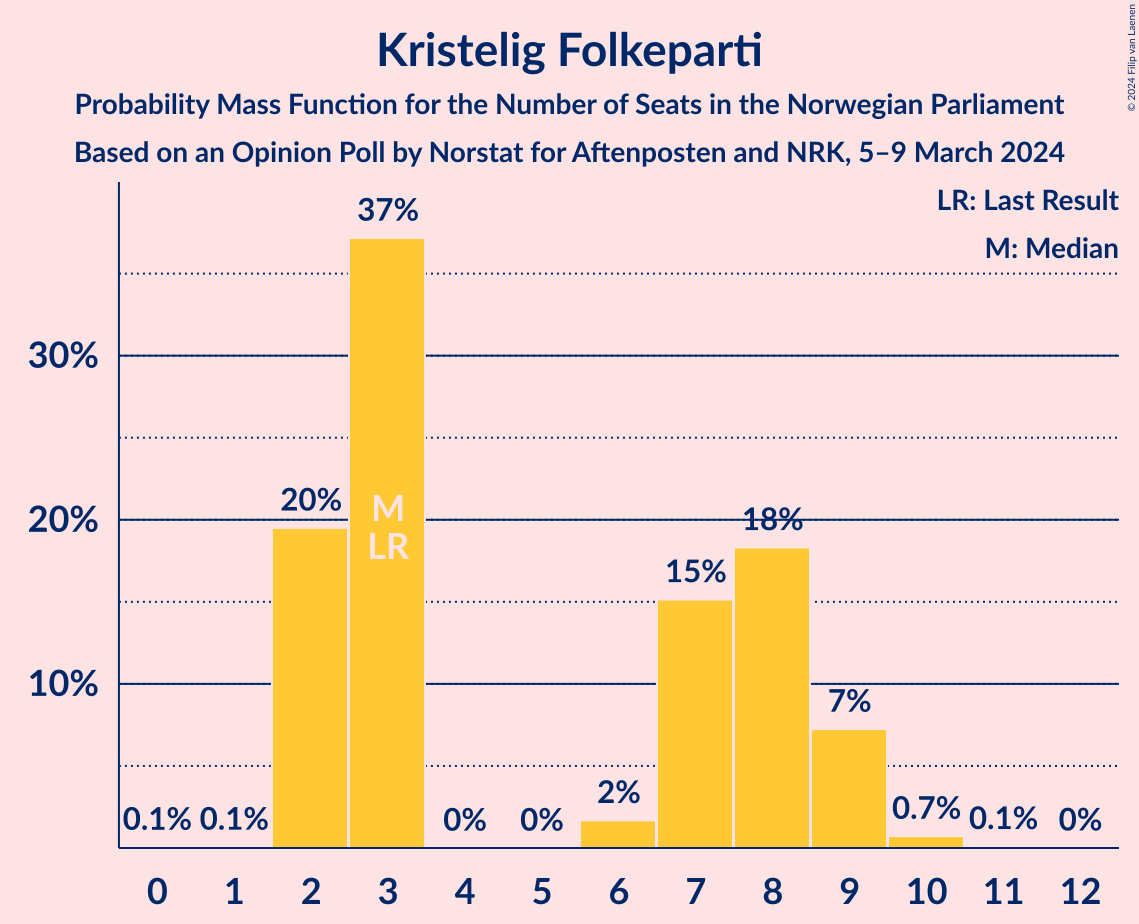 Kristelig Folkeparti
Probability Mass Function for the Number of Seats in the Norwegian Parliament
Based on an Opinion Poll by Norstat for Aftenposten and NRK, 5–9 March 2024
© 2024 Filip van Laenen
LR: Last Result
M: Median
37%
30%
20%
M
20%
18%
LR
15%
10%
7%
2%
0.1% 0.1% 0% 0% 0.7% 0.1% 0%
0 1 2 3 4 5 6 7 8 9 10 11 12